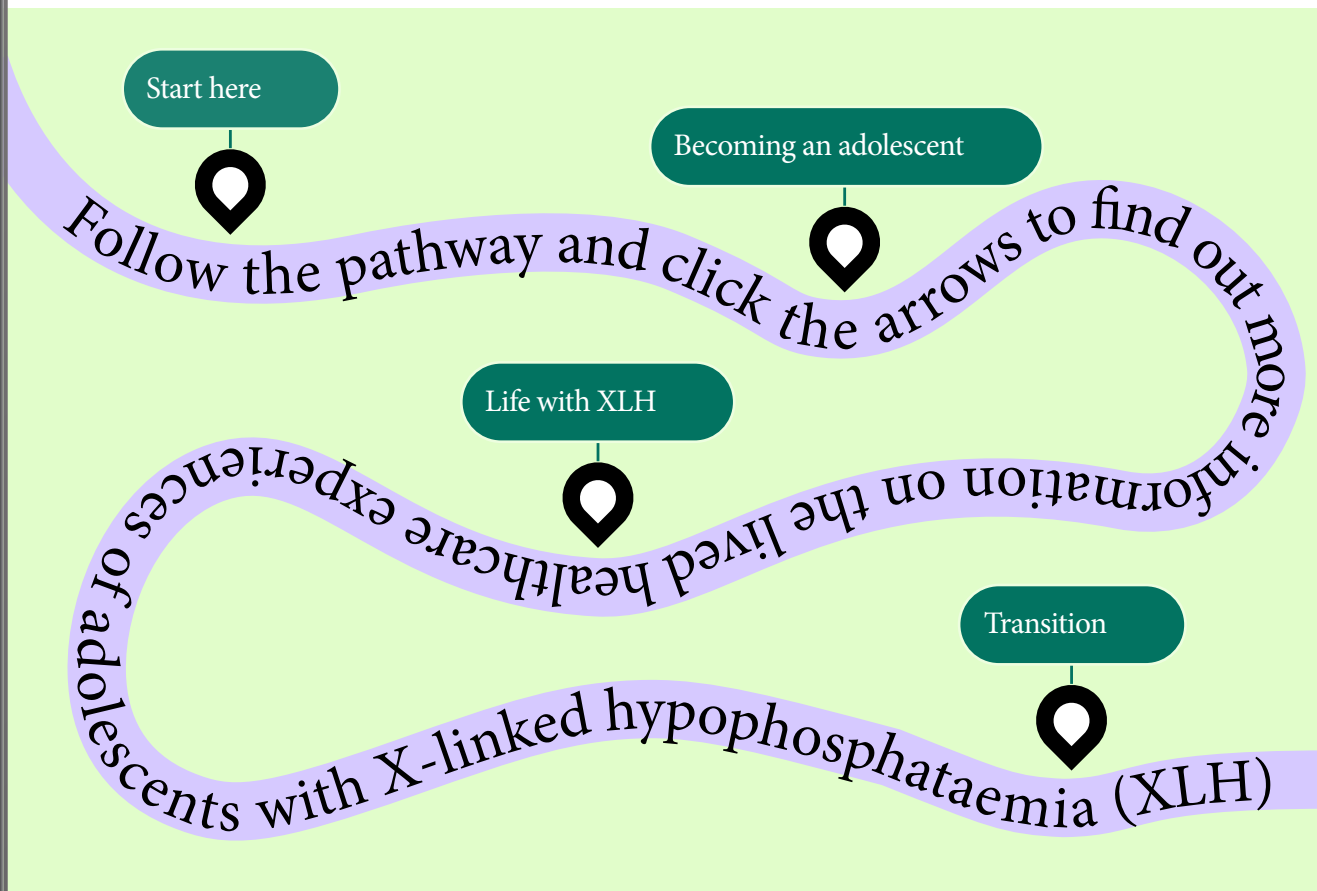 Start here
Becoming an adolescent
Follow the pathway and click the arrows to find out more information on the lived healthcare experiences of adolescents with X-linked hypophosphataemia (XLH)
Life with XLH
Transition